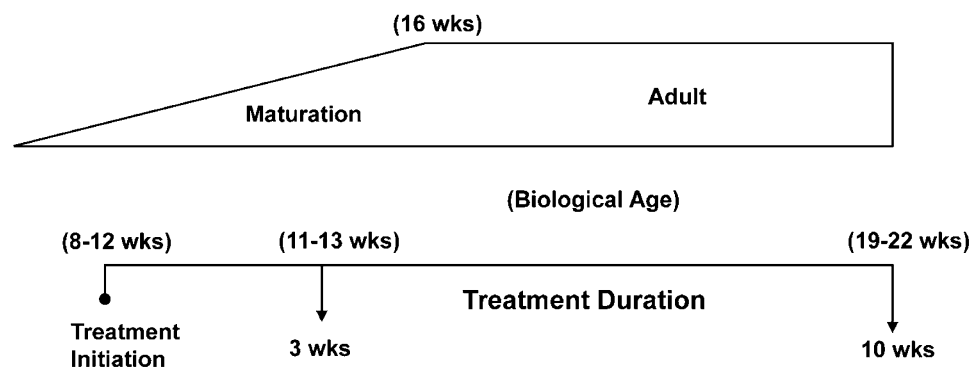 (16 wks)
Maturation
Adult
(Biological Age)
(8-12 wks)
(11-13 wks)
(19-22 wks)
Treatment Duration
Treatment
Initiation
3 wks
10 wks